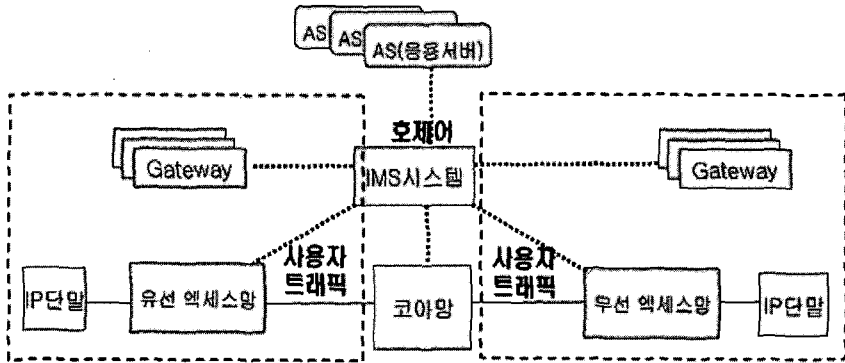 AS
AS
AS(응용서버)
호제어
Gateway
IMS시스템
Gateway
사용자
트래픽
사용자
트래픽
IP단말
유선 엑세스망
코아망
무선 엑세스망
IP단말